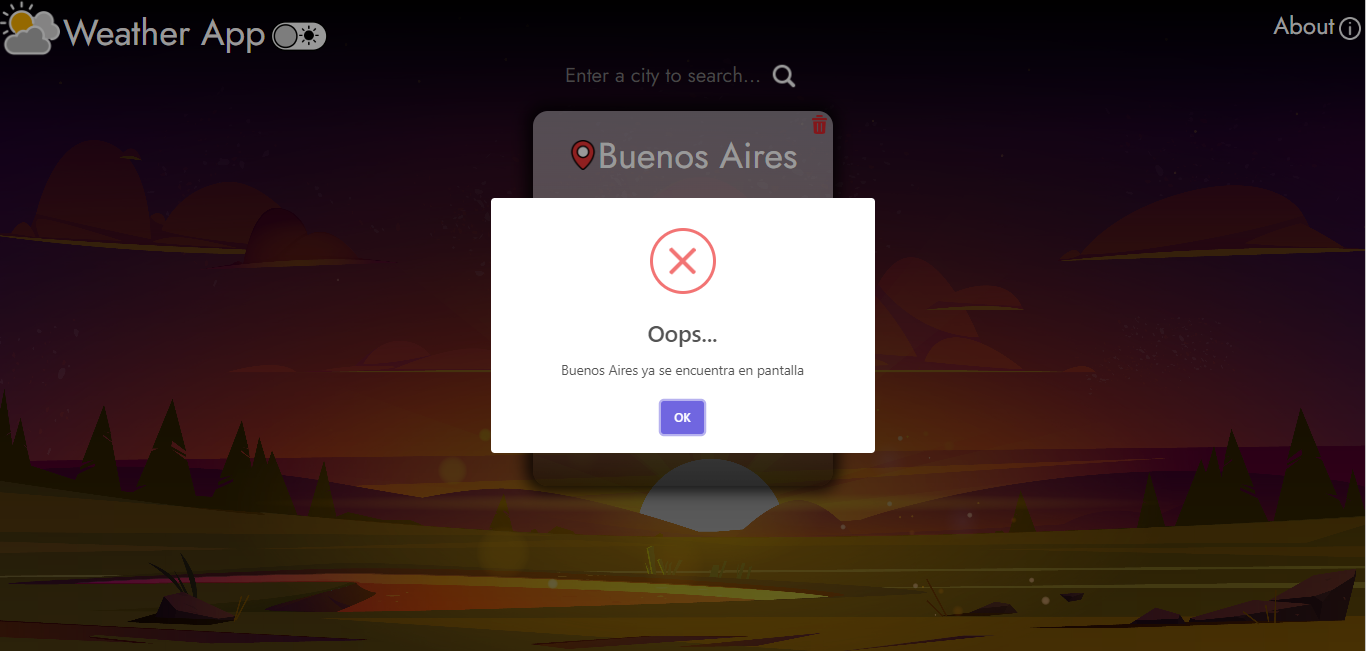 Weather App
About
Enter a city to search...
Buenos Aires
Oops...
Buenos Aires ya se encuentra en pantalla
OK